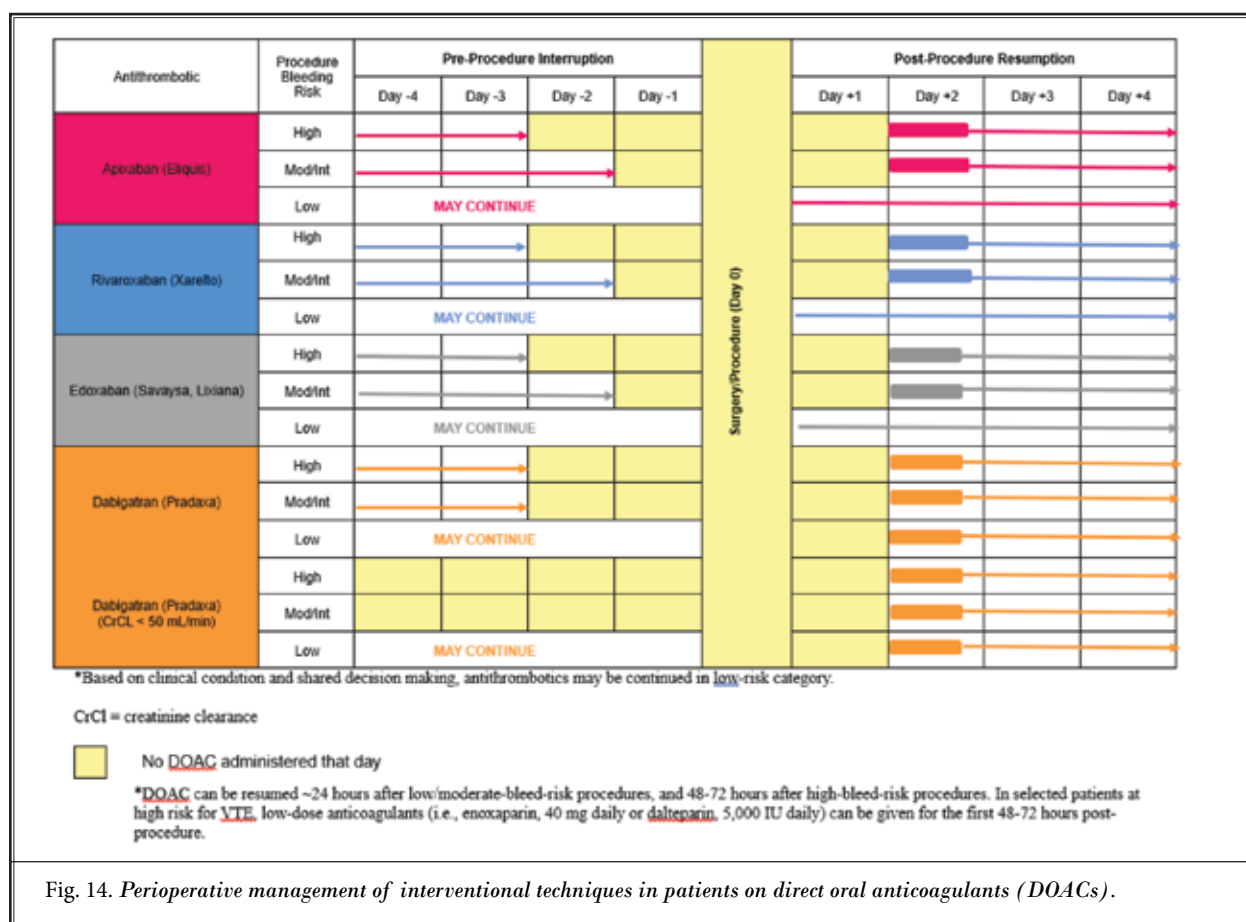 Antithrombotic
Procedure
Bleeding
Risk
Pre-Procedure Interruption
Post-Procedure Resumption
Day -4
Day -3
Day -2
Day -1
Day +1
Day +2
Day +3
Day +4
Surgery/Procedure (Day 0)
Apixaban (Eliquis)
High
Mod/Int
Low
MAY CONTINUE
Rivaroxaban (Xarelto)
High
Mod/Int
Low
MAY CONTINUE
Edoxaban (Savaysa, Lixiana)
High
Mod/Int
Low
MAY CONTINUE
Dabigatran (Pradaxa)
High
Mod/Int
Low
MAY CONTINUE
Dabigatran (Pradaxa)
(CrCL < 50 mL/min)
High
Mod/Int
Low
MAY CONTINUE
*Based on clinical condition and shared decision making, antithrombotics may be continued in low-risk category.
CrCl = creatinine clearance
No DOAC administered that day
*DOAC can be resumed ~24 hours after low/moderate-bleed-risk procedures, and 48-72 hours after high-bleed-risk procedures. In selected patients at
high risk for VTE, low-dose anticoagulants (i.e., enoxaparin, 40 mg daily or dalteparin, 5,000 IU daily) can be given for the first 48-72 hours post-
procedure.
Fig. 14. Perioperative management of interventional techniques in patients on direct oral anticoagulants (DOACs).